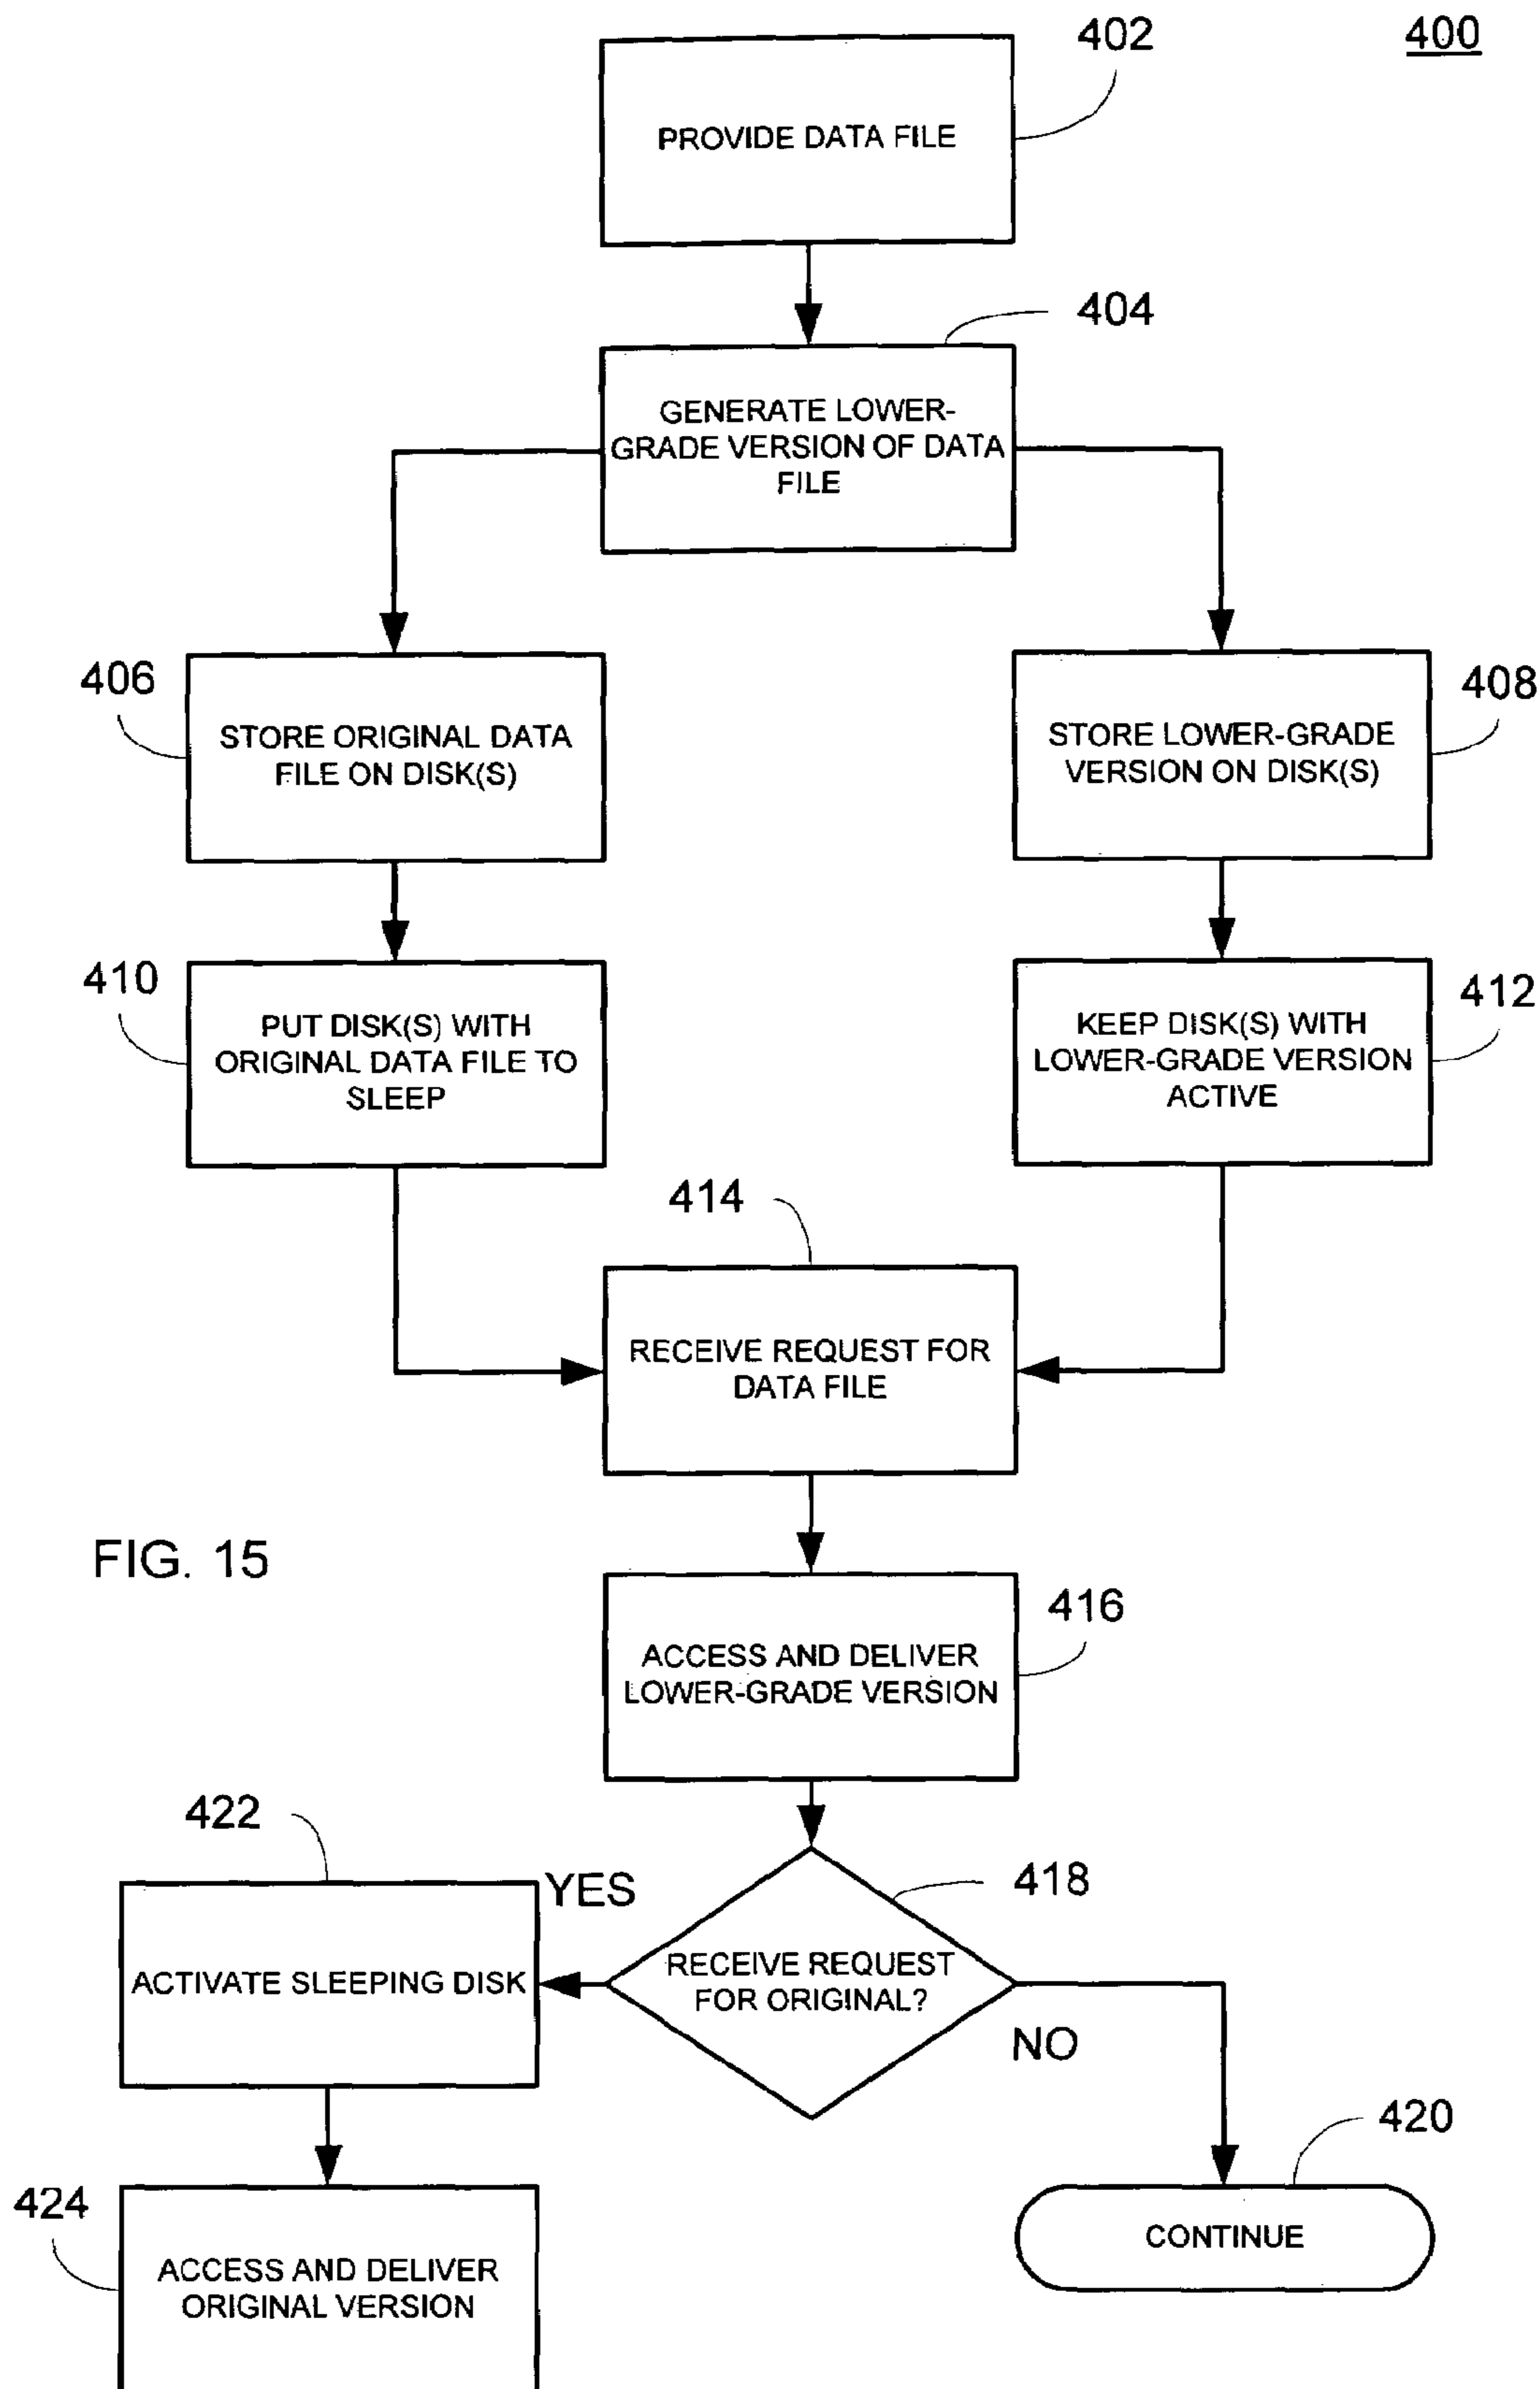 402
400
PROVIDE DATA FILE
404
GENERATE LOWER-
GRADE VERSION OF DATA
FILE
406
408
STORE ORIGINAL DATA
FILE ON DISK(S)
STORE LOWER-GRADE
VERSION ON DISK(S)
410
412
PUT DISK(S) WITH
ORIGINAL DATA FILE TO
SLEEP
KEEP DISK(S) WITH
LOWER-GRADE VERSION
ACTIVE
414
RECEIVE REQUEST FOR
DATA FILE
FIG. 15
416
ACCESS AND DELIVER
LOWER-GRADE VERSION
422
YES
418
ACTIVATE SLEEPING DISK
RECEIVE REQUEST
FOR ORIGINAL?
NO
420
424
CONTINUE
ACCESS AND DELIVER
ORIGINAL VERSION